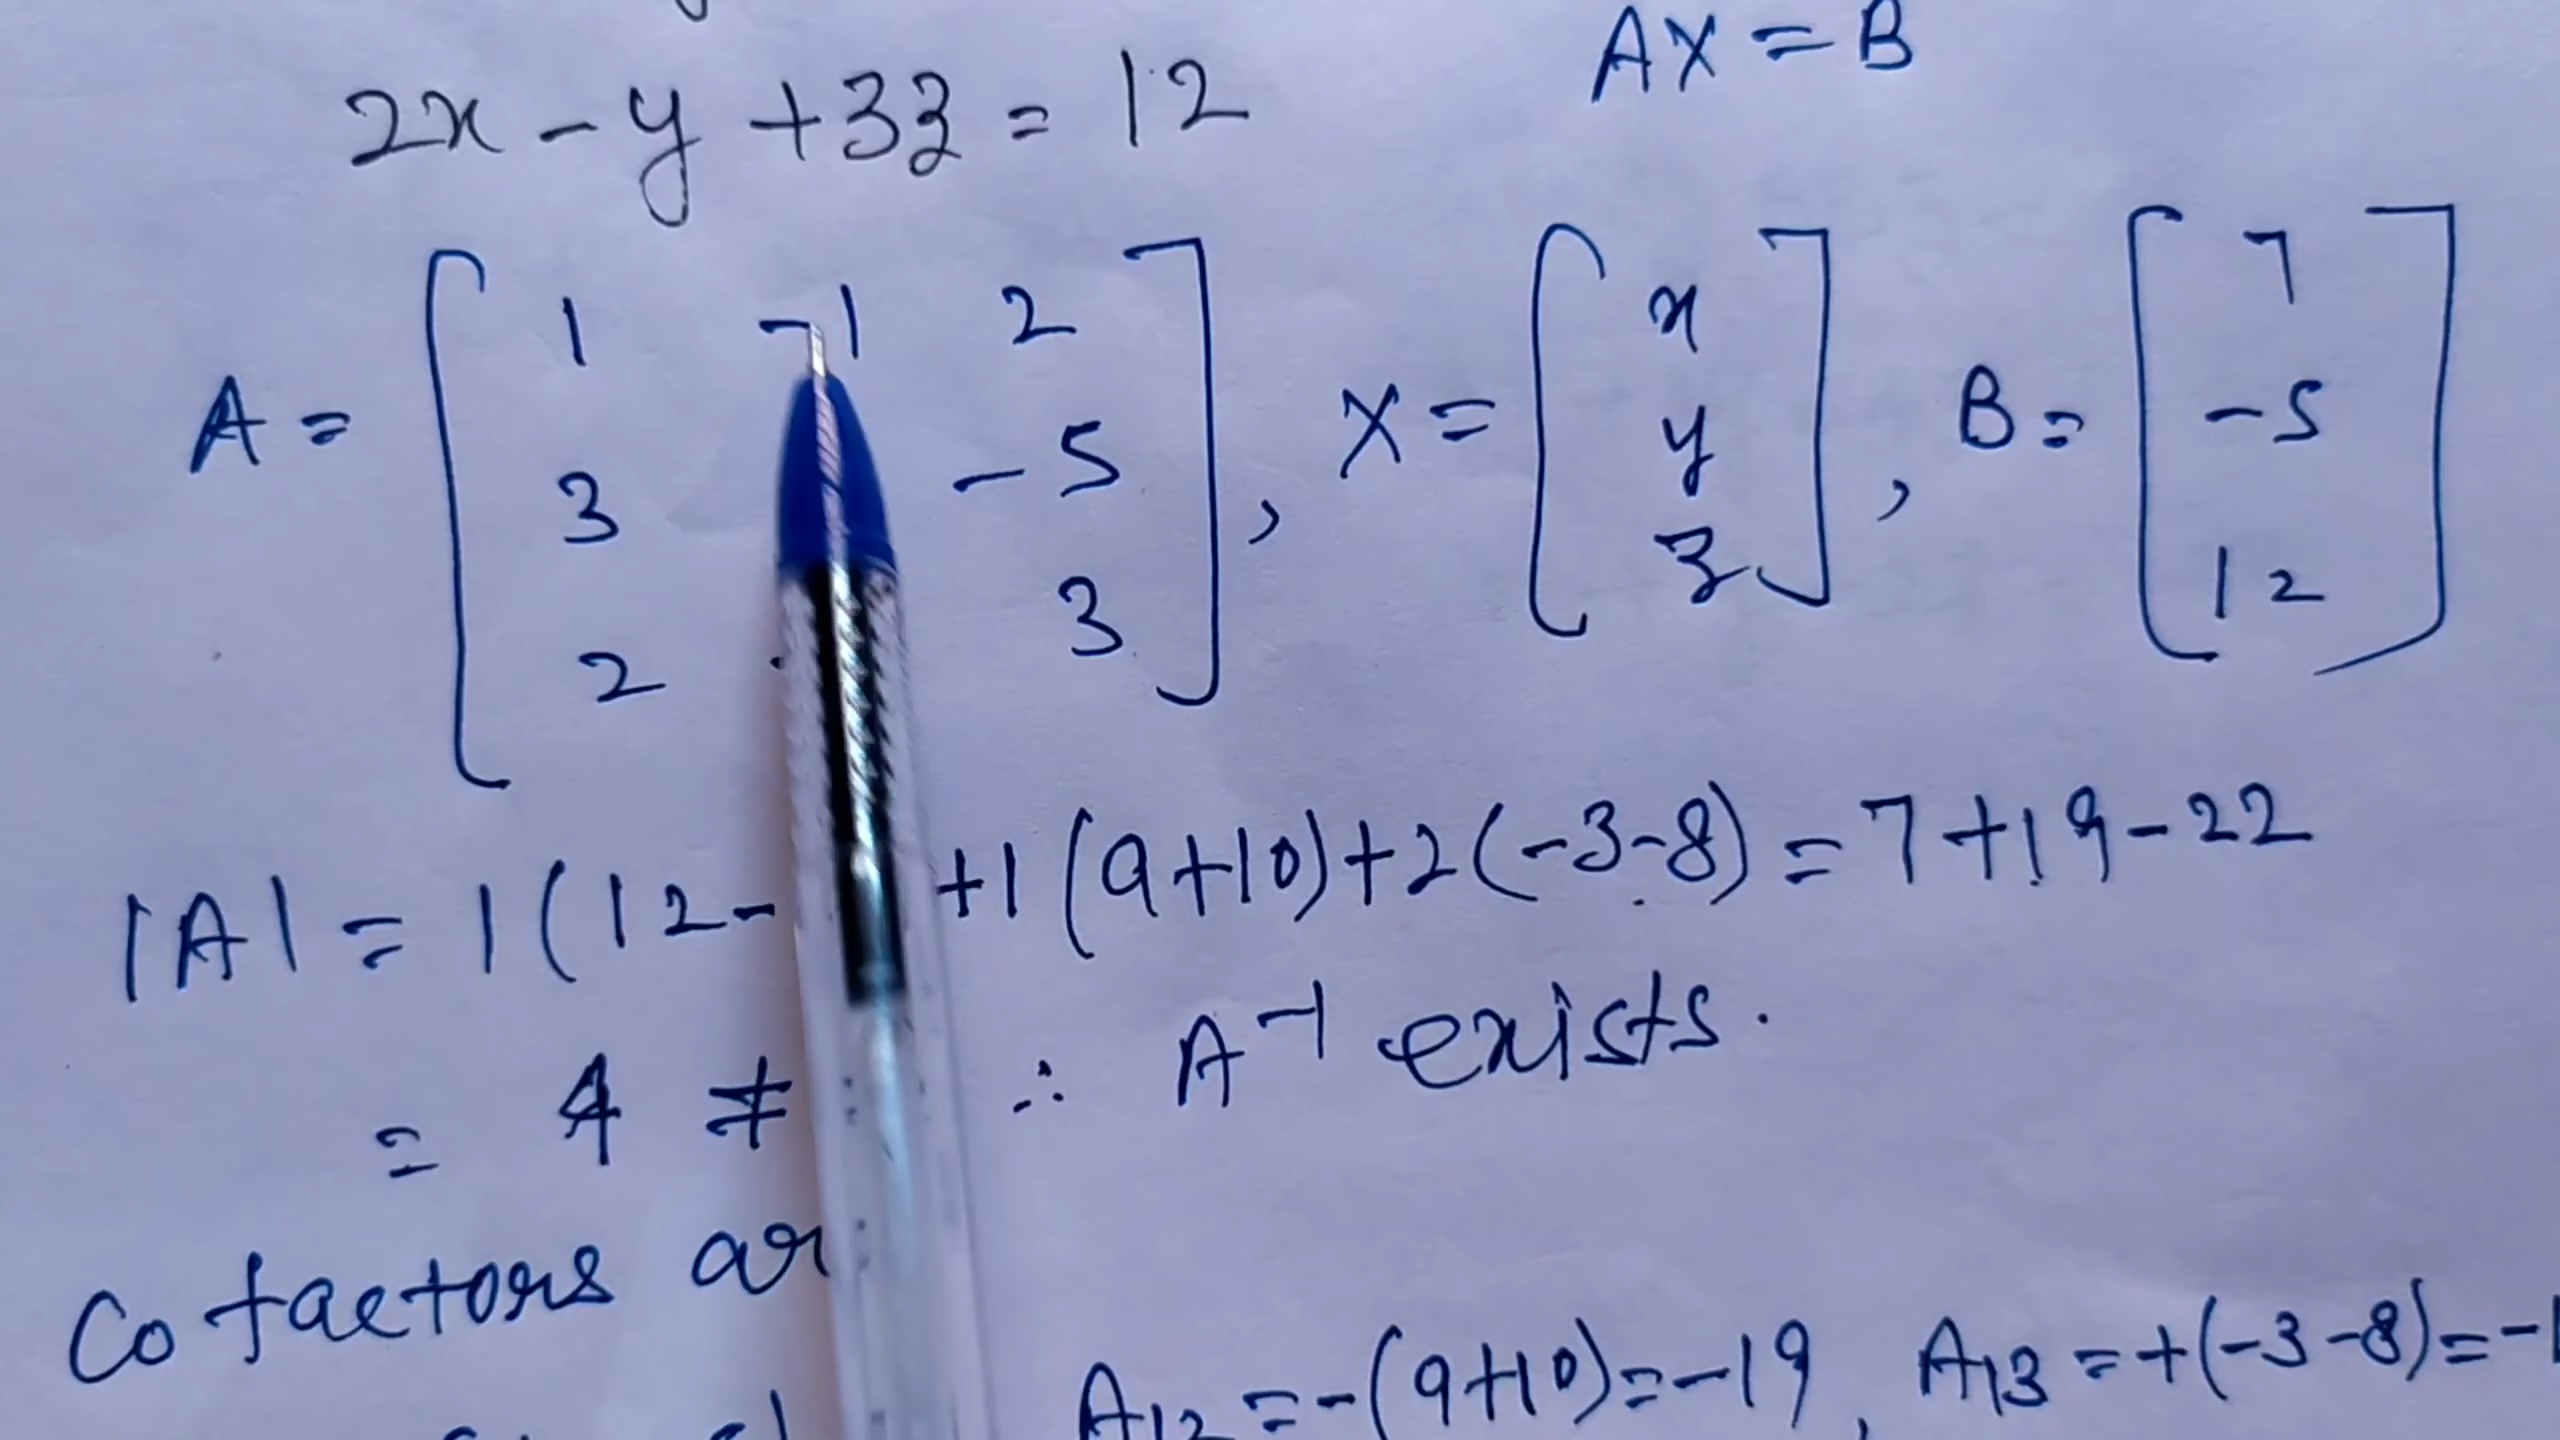 AX = B
2x - y + 3z = 12
A = [ 1 -1 2
3 -5
2 3 ] , X = [ x
y
z ] , B = [ 7
-5
12 ]
|A| = 1(12- +1(9+10)+2(-3-8) = 7+19-22
= 4 ≠ ∴ A⁻¹ exists.
Cofactors ar
A12 = -(9+10) = -19, A13 = +(-3-8) = -1